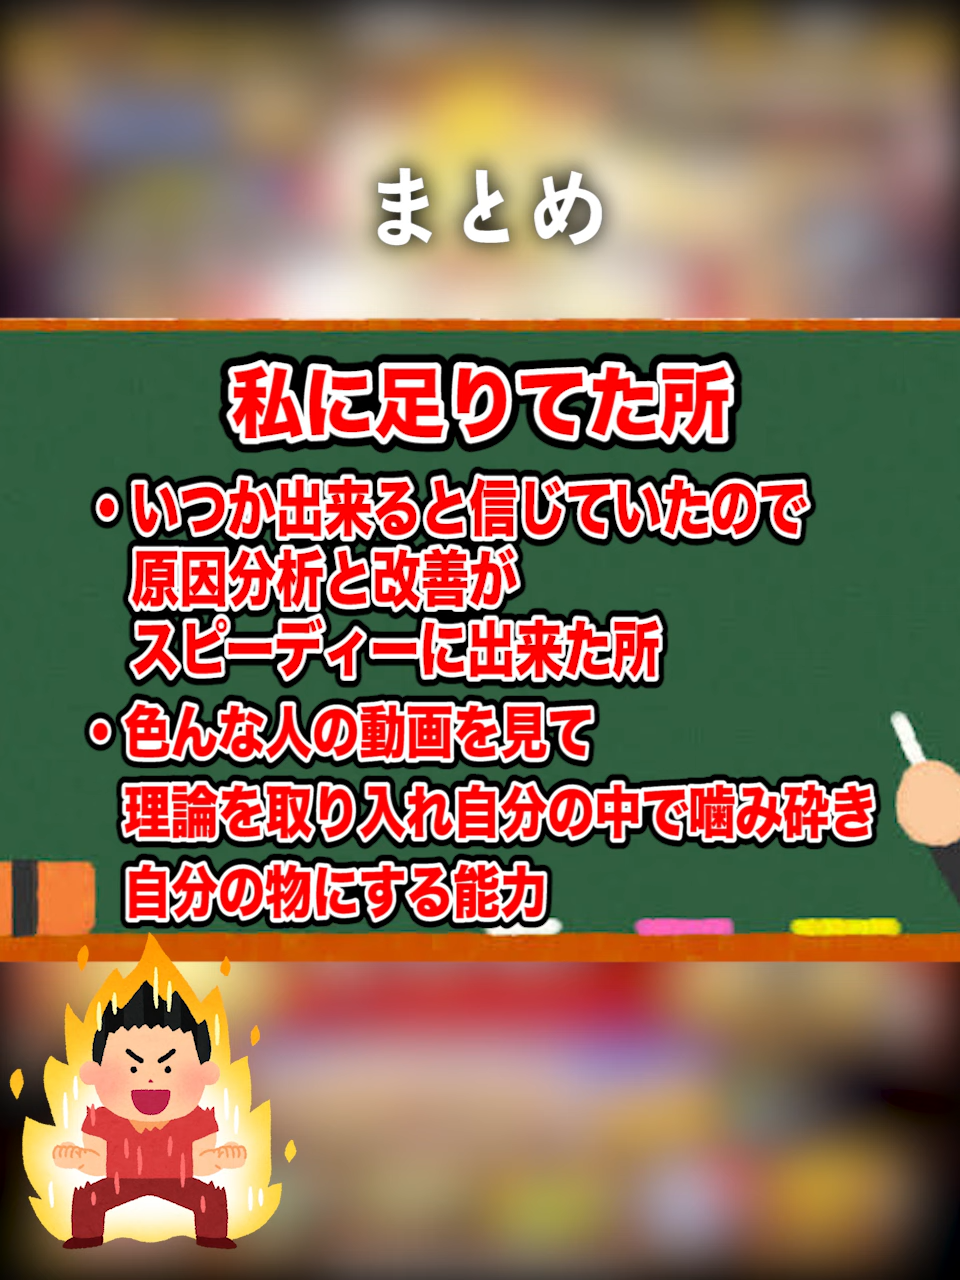 まとめ
私に足りてた所
・いつか出来ると信じていたので
原因分析と改善が
スピーディーに出来た所
・色んな人の動画を見て
理論を取り入れ自分の中で噛み砕き
自分の物にする能力